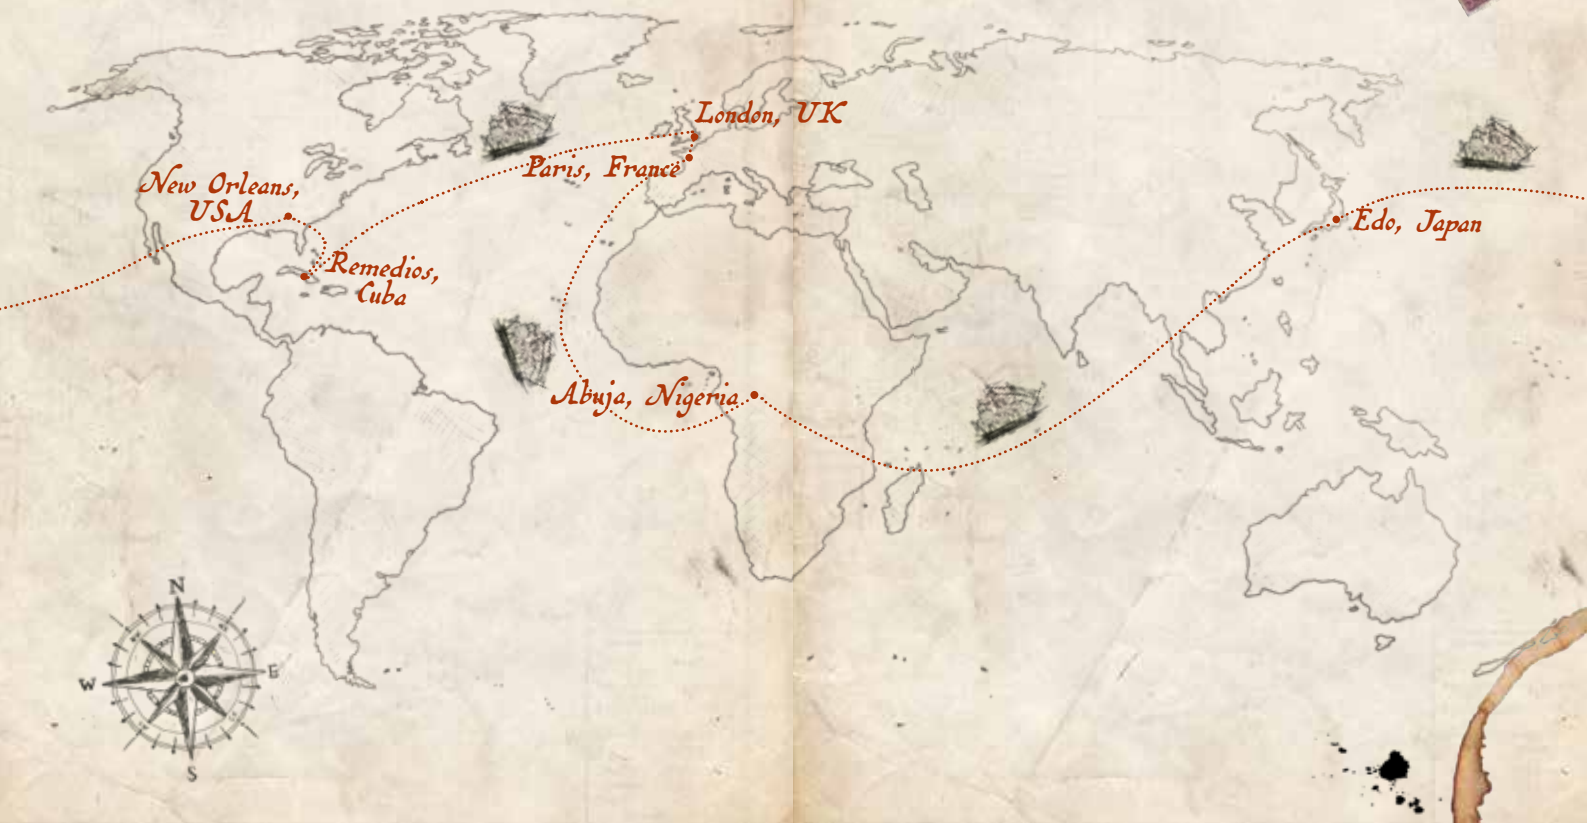 London, UK
Paris, France
New Orleans,
USA
Edo, Japan
Remedios,
Cuba
Abuja, Nigeria
N
W
E
S